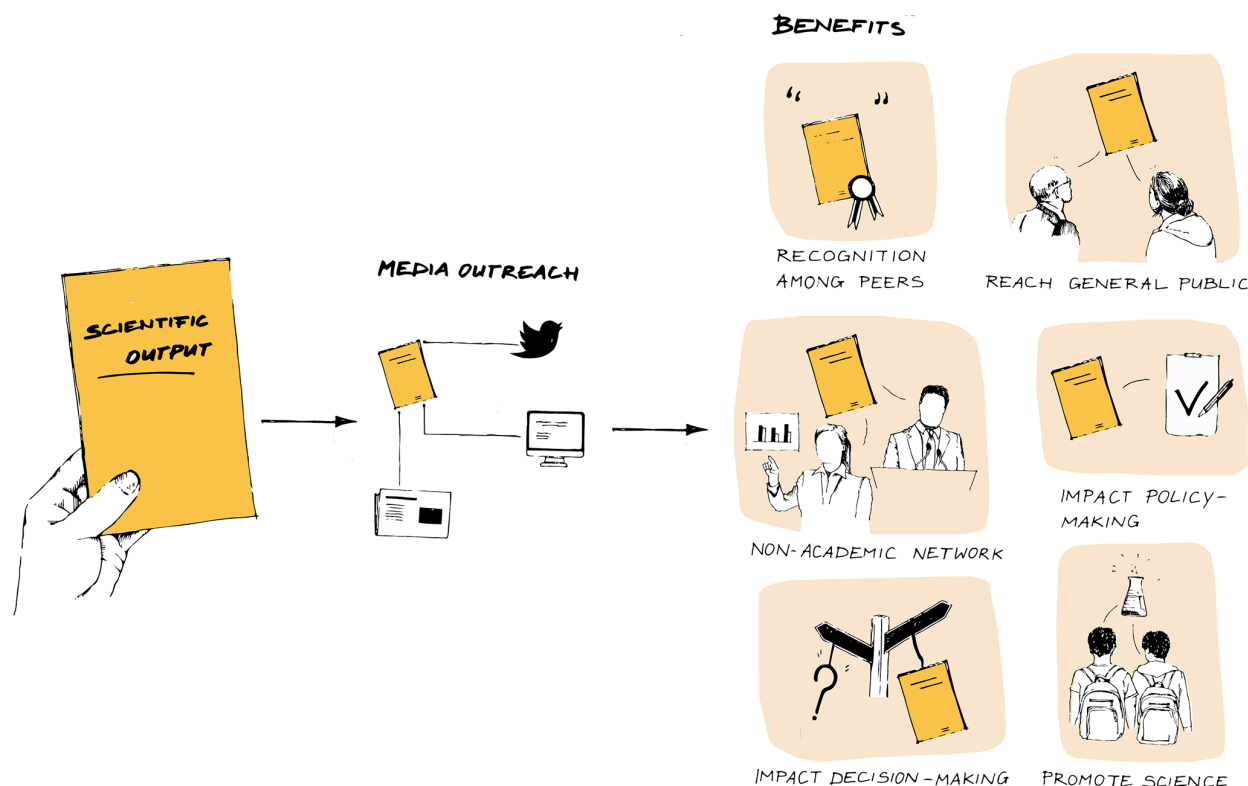 SCIENTIFIC
OUTPUT
MEDIA OUTREACH
BENEFITS
“ ”
RECOGNITION
AMONG PEERS
REACH GENERAL PUBLIC
NON-ACADEMIC NETWORK
IMPACT POLICY-
MAKING
?
IMPACT DECISION-MAKING
PROMOTE SCIENCE